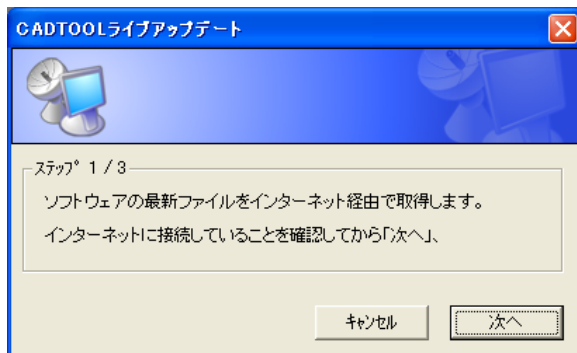 CADTOOLライブアップデート
ステップ 1 / 3
ソフトウェアの最新ファイルをインターネット経由で取得します。
インターネットに接続していることを確認してから「次へ」、
キャンセル
次へ